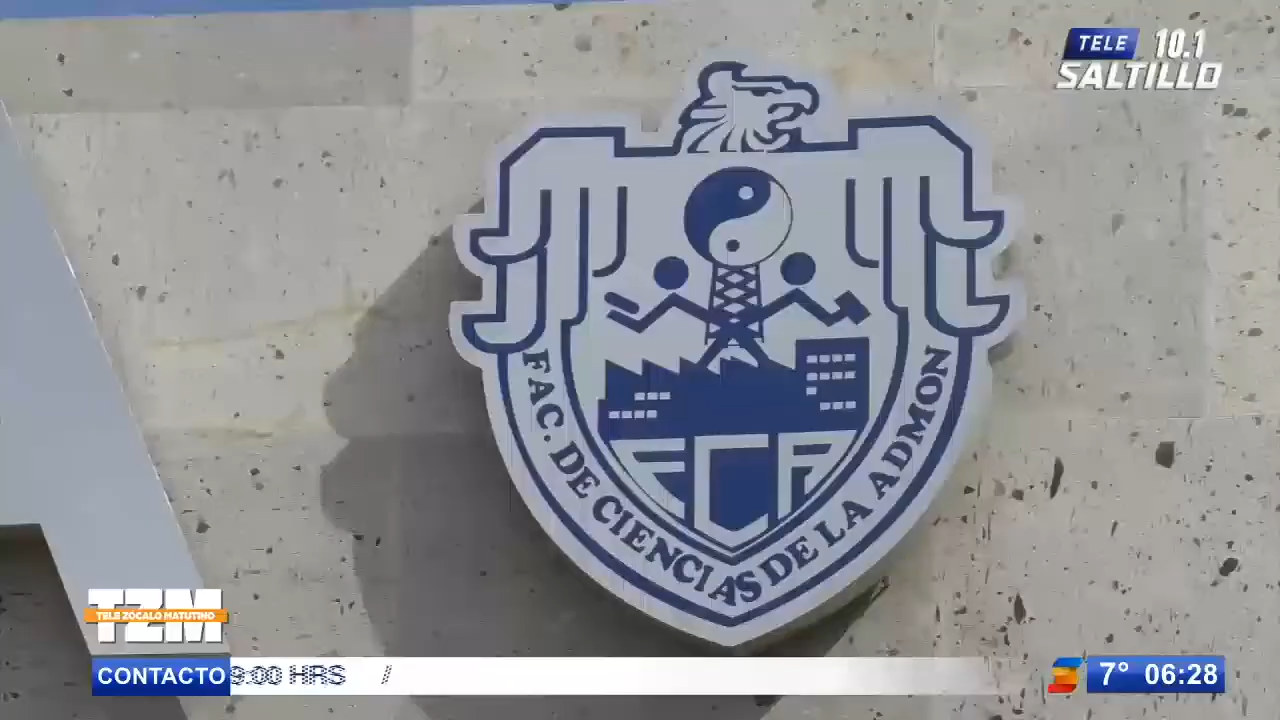 TELE 10.1
SALTILLO
FAC. DE CIENCIAS DE LA ADMON
FCA
TZM
TELE ZÓCALO MATUTINO
CONTACTO
9:00 HRS /
7° 06:28